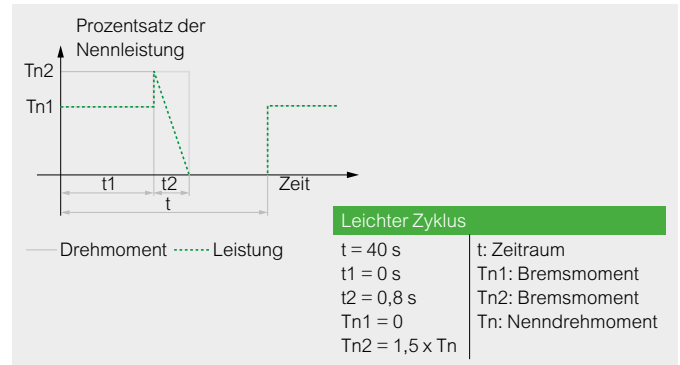 Prozentsatz der
Nennleistung
Tn2
Tn1
t1
t2
Zeit
t
Drehmoment
Leistung
Leichter Zyklus
t = 40 s
t: Zeitraum
t1 = 0 s
Tn1: Bremsmoment
t2 = 0,8 s
Tn2: Bremsmoment
Tn1 = 0
Tn: Nenndrehmoment
Tn2 = 1,5 x Tn